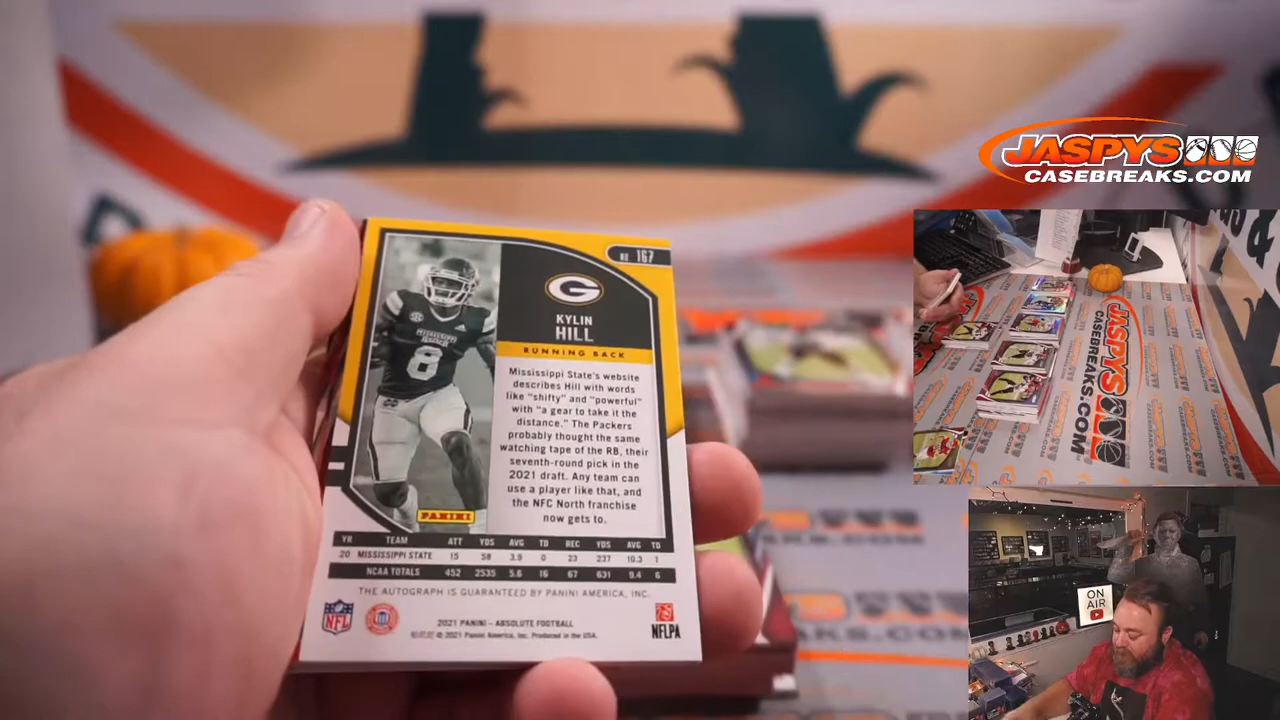 JASPYS
CASEBREAKS.COM
NO. 167
G
KYLIN
HILL
RUNNING BACK
MISSISSIPPI STATE
8
Mississippi State's website
describes Hill with words
like "shifty" and "powerful"
with "a gear to take it the
distance." The Packers
probably thought the same
watching tape of the RB, their
seventh-round pick in the
2021 draft. Any team can
use a player like that, and
the NFC North franchise
now gets to.
PANINI
YR TEAM ATT YDS AVG TD REC YDS AVG TD
20 MISSISSIPPI STATE 15 58 3.9 0 23 237 10.3 1
NCAA TOTALS 452 2535 5.6 16 67 631 9.4 6
THE AUTOGRAPH IS GUARANTEED BY PANINI AMERICA, INC.
2021 PANINI – ABSOLUTE FOOTBALL
© 2021 Panini America, Inc. Produced in the USA.
NFL
NFLPA
JASPYS
CASEBREAKS.COM
ON
AIR